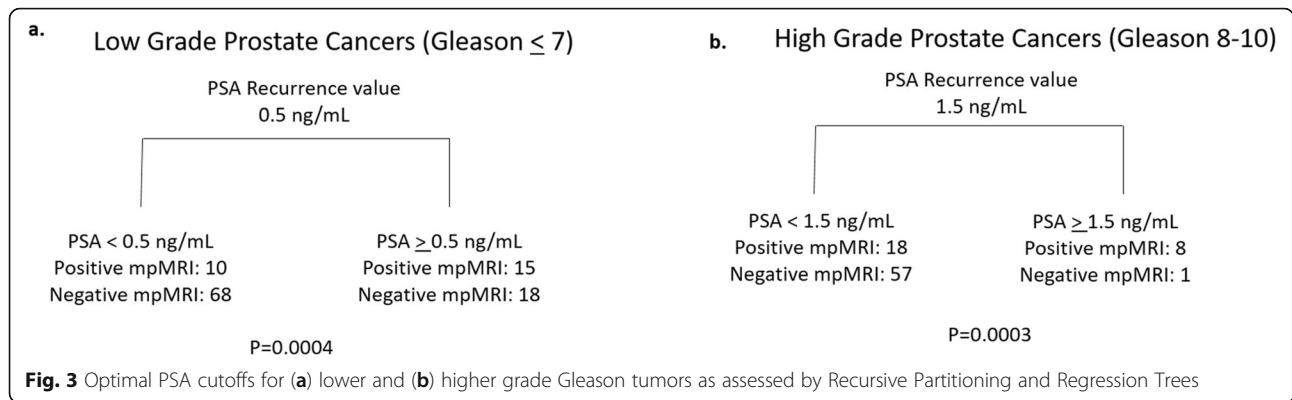 a.
Low Grade Prostate Cancers (Gleason ≤ 7)
PSA Recurrence value
0.5 ng/mL
PSA < 0.5 ng/mL
Positive mpMRI: 10
Negative mpMRI: 68
PSA ≥ 0.5 ng/mL
Positive mpMRI: 15
Negative mpMRI: 18
P=0.0004
b.
High Grade Prostate Cancers (Gleason 8-10)
PSA Recurrence value
1.5 ng/mL
PSA < 1.5 ng/mL
Positive mpMRI: 18
Negative mpMRI: 57
PSA ≥ 1.5 ng/mL
Positive mpMRI: 8
Negative mpMRI: 1
P=0.0003
Fig. 3 Optimal PSA cutoffs for (a) lower and (b) higher grade Gleason tumors as assessed by Recursive Partitioning and Regression Trees